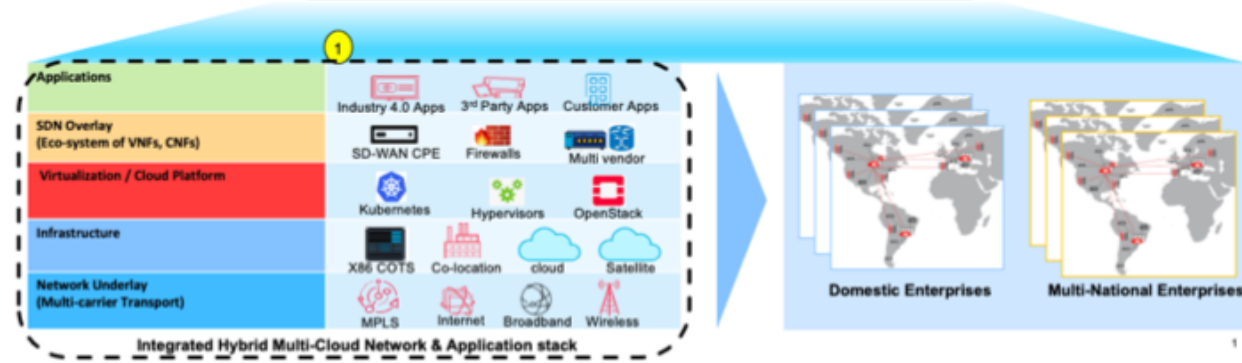 1
Applications
Industry 4.0 Apps 3rd Party Apps Customer Apps
SDN Overlay
(Eco-system of VNFs, CNFs)
SD-WAN CPE Firewalls Multi vendor
Virtualization / Cloud Platform
Kubernetes Hypervisors OpenStack
Infrastructure
X86 COTS Co-location cloud Satellite
Network Underlay
(Multi-carrier Transport)
MPLS Internet Broadband Wireless
Integrated Hybrid Multi-Cloud Network & Application stack
Domestic Enterprises Multi-National Enterprises
1